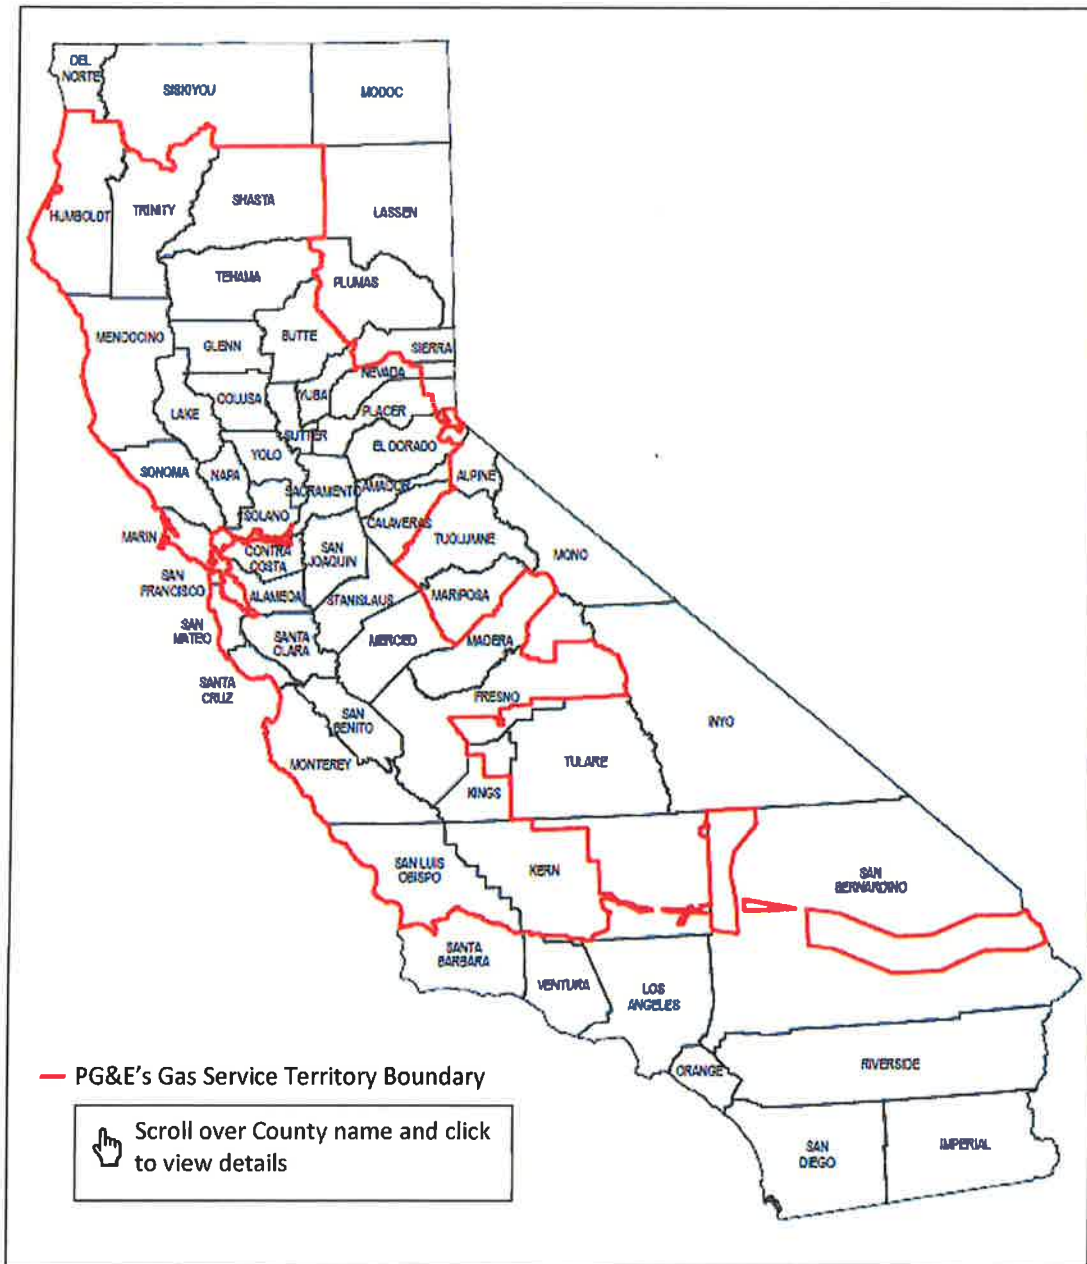 DEL
NORTE
SISKIYOU
MODOC
HUMBOLDT
TRINITY
SHASTA
LASSEN
TEHAMA
PLUMAS
MENDOCINO
GLENN
BUTTE
SIERRA
NEVADA
LAKE
COLUSA
YUBA
PLACER
SUTTER
EL DORADO
SONOMA
NAPA
YOLO
SACRAMENTO
AMADOR
ALPINE
SOLANO
CALAVERAS
MARIN
CONTRA
COSTA
SAN
JOAQUIN
TUOLUMNE
MONO
SAN
FRANCISCO
ALAMEDA
STANISLAUS
MARIPOSA
SAN
MATEO
SANTA
CLARA
MERCED
MADERA
SANTA
CRUZ
FRESNO
SAN
BENITO
INYO
MONTEREY
TULARE
KINGS
SAN LUIS
OBISPO
KERN
SAN
BERNARDINO
SANTA
BARBARA
VENTURA
LOS
ANGELES
ORANGE
RIVERSIDE
SAN
DIEGO
IMPERIAL
PG&E's Gas Service Territory Boundary
Scroll over County name and click
to view details